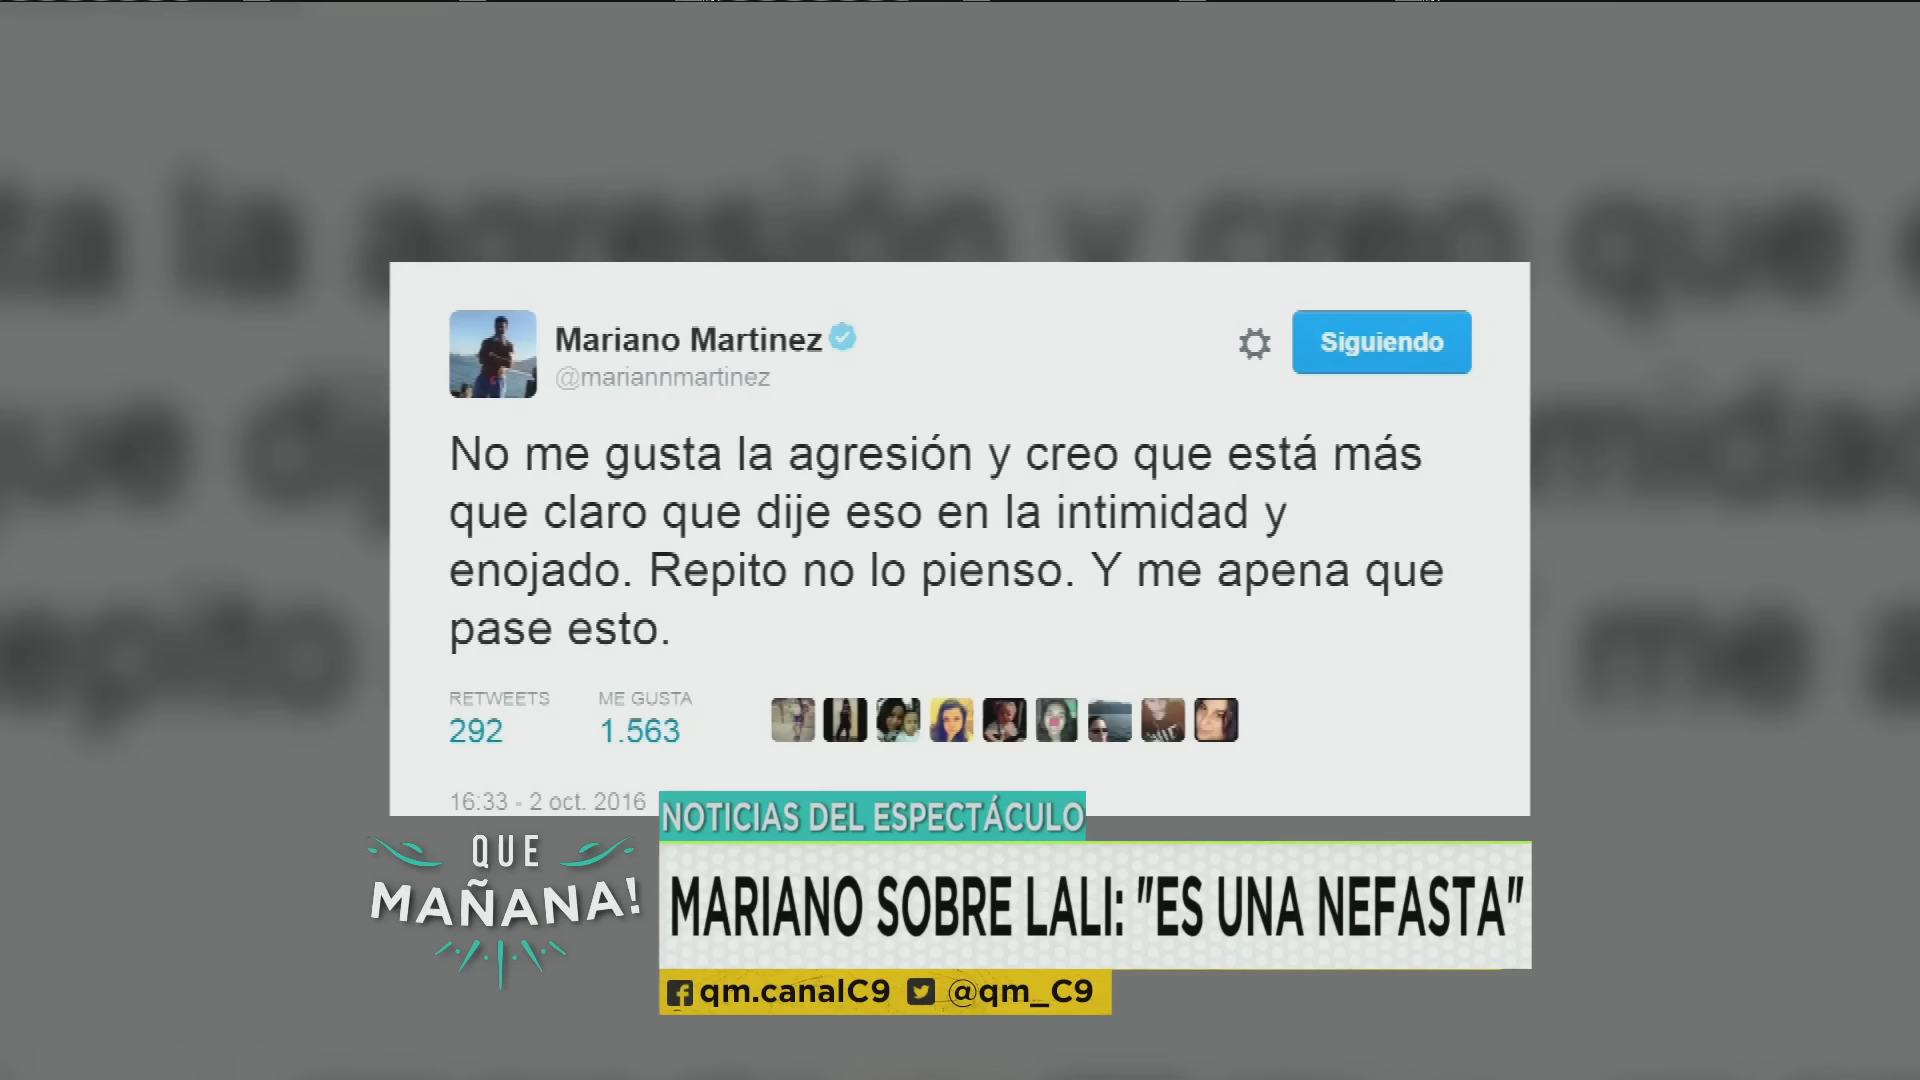 Mariano Martinez
@mariannmartinez
Siguiendo
No me gusta la agresión y creo que está más
que claro que dije eso en la intimidad y
enojado. Repito no lo pienso. Y me apena que
pase esto.
RETWEETS ME GUSTA
292 1.563
16:33 - 2 oct. 2016
NOTICIAS DEL ESPECTÁCULO
QUE
MAÑANA!
MARIANO SOBRE LALI: "ES UNA NEFASTA"
qm.canalC9 @qm_C9